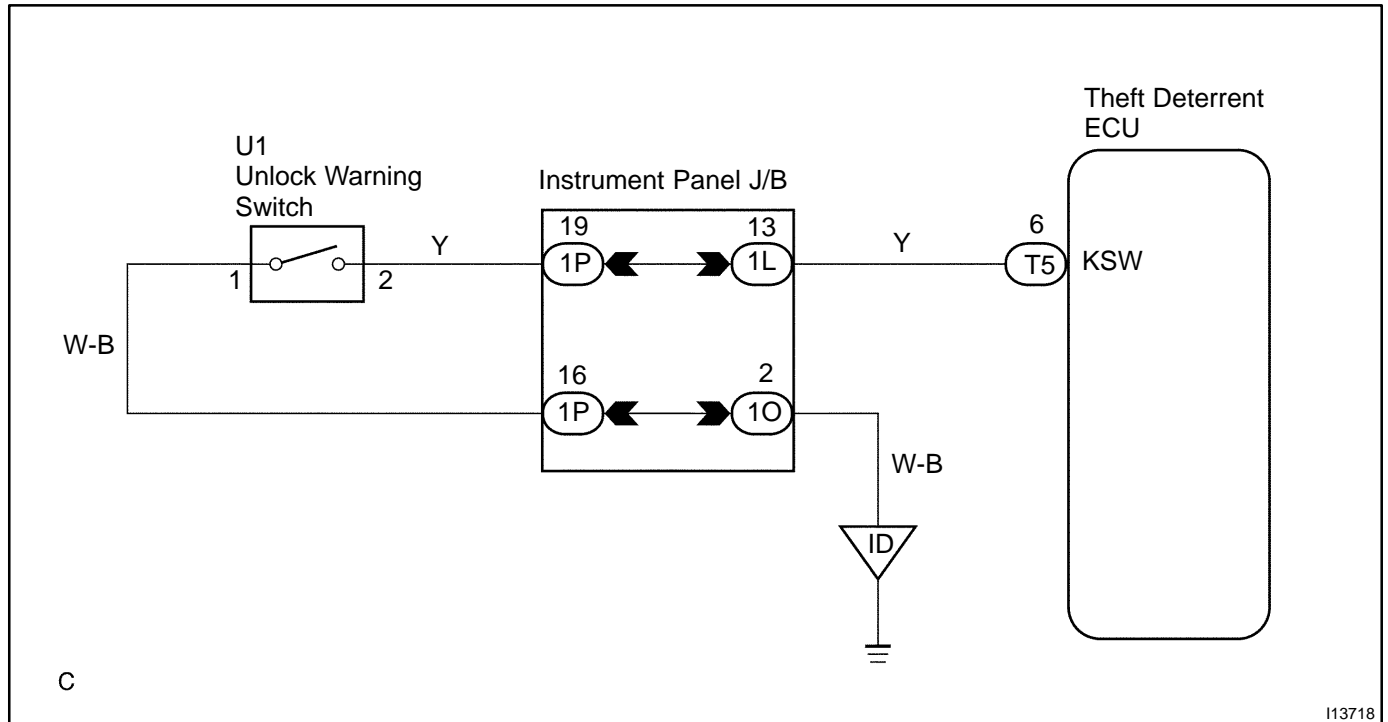 Theft Deterrent
ECU
U1
Unlock Warning
Switch
Instrument Panel J/B
1
2
Y
19
1P
13
1L
Y
6
T5
KSW
W-B
16
1P
2
1O
W-B
ID
C
I13718